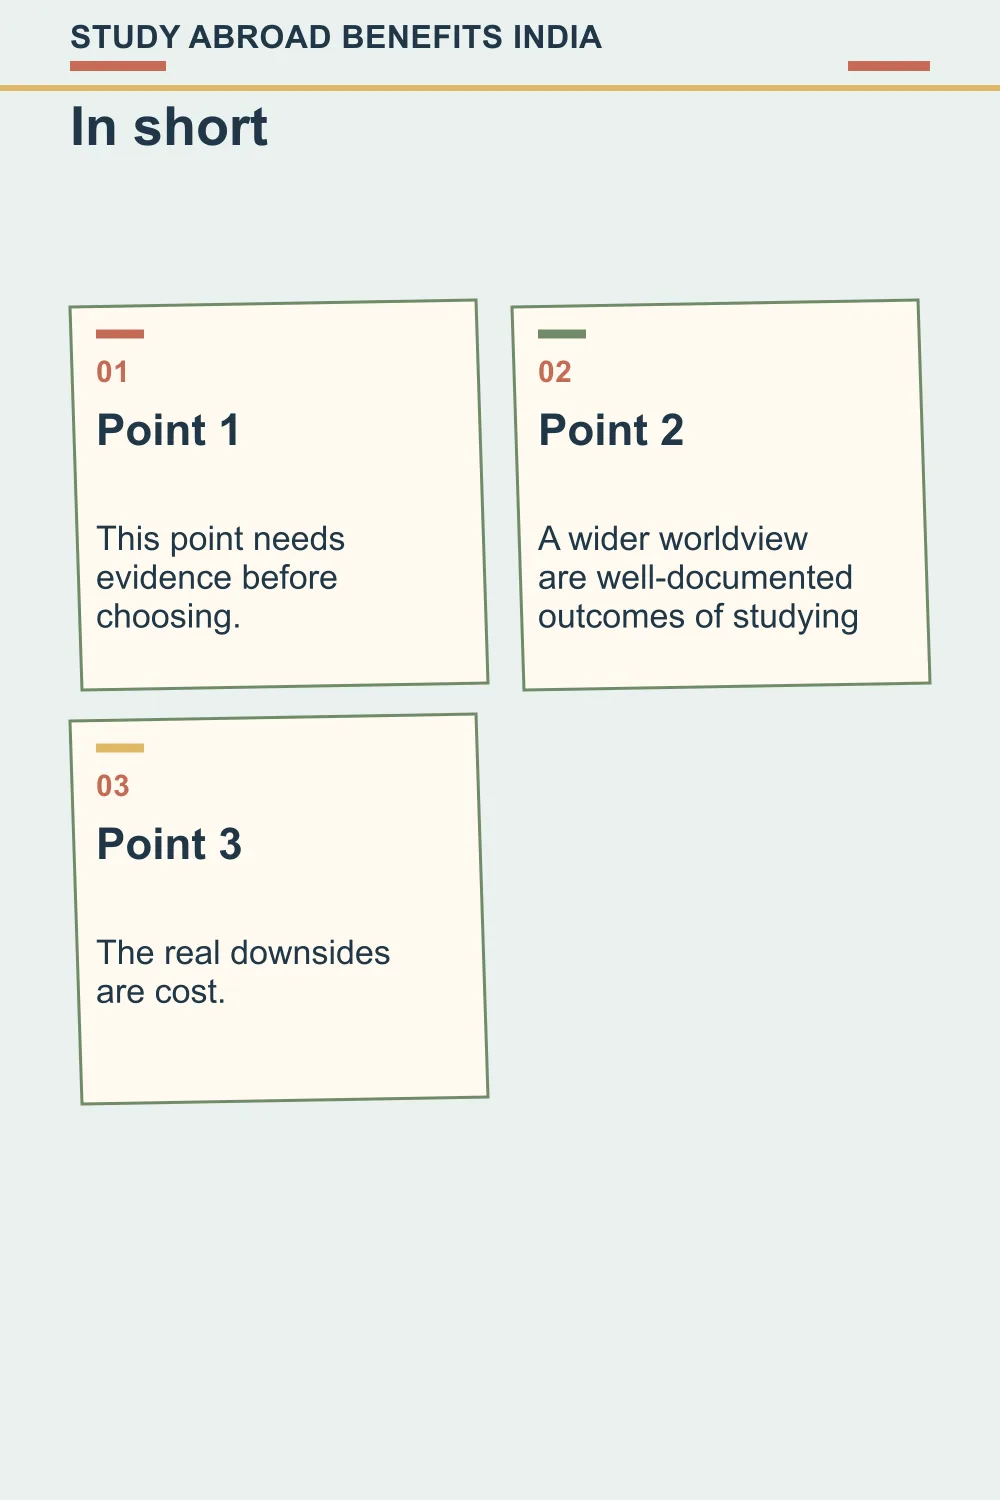 STUDY ABROAD BENEFITS INDIA
In short
01
Point 1
This point needs
evidence before
choosing.
02
Point 2
A wider worldview
are well-documented
outcomes of studying
03
Point 3
The real downsides
are cost.